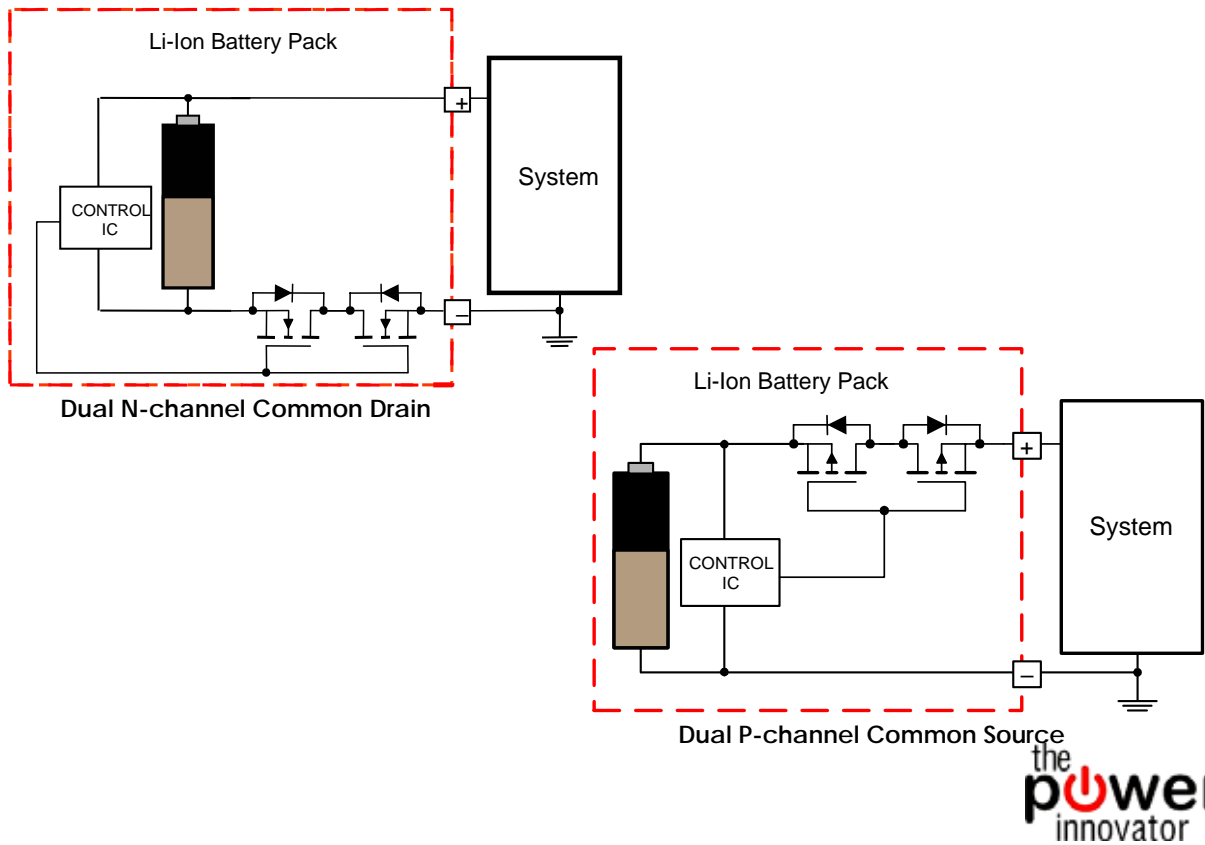 Li-Ion Battery Pack
+
System
CONTROL
IC
−
Dual N-channel Common Drain
Li-Ion Battery Pack
+
System
CONTROL
IC
−
Dual P-channel Common Source
the
power
innovator